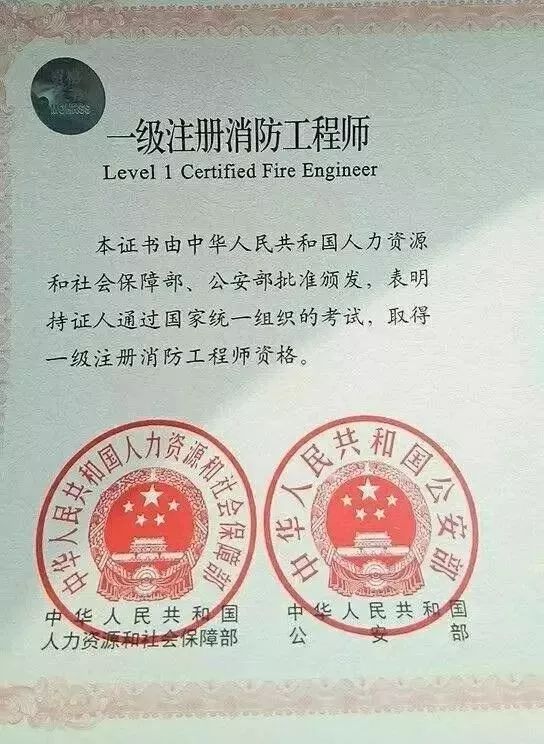 MOHRSS
一级注册消防工程师
Level 1 Certified Fire Engineer
本证书由中华人民共和国人力资源
和社会保障部、公安部批准颁发，表明
持证人通过国家统一组织的考试，取得
一级注册消防工程师资格。
中华人民共和国人力资源和社会保障部
中华人民共和国公安部
中华人民共和国
人力资源和社会保障部
中华人民共和国
公安部